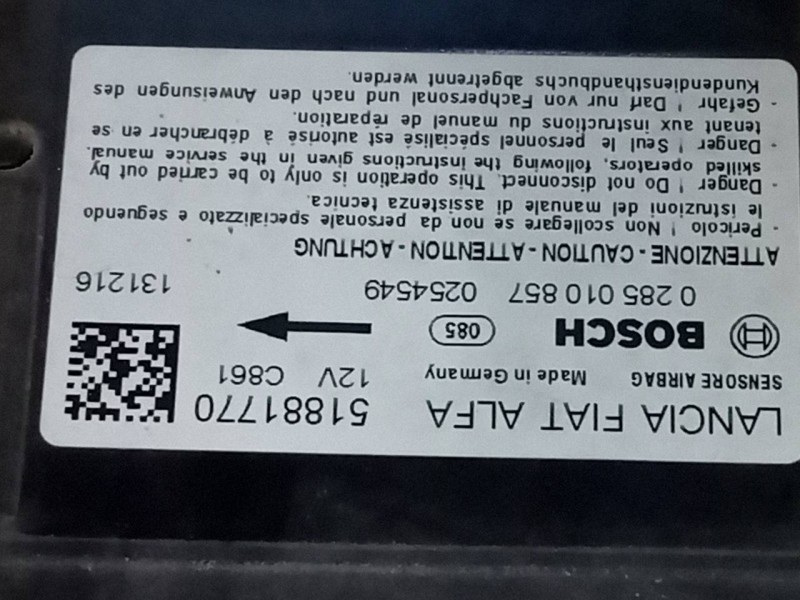 LANCIA FIAT ALFA 51881770
SENSORE AIRBAG Made in Germany 12V C861
BOSCH 085
0 285 010 857 0254549 131216
ATTENZIONE - CAUTION - ATTENTION - ACHTUNG
- Pericolo ! Non scollegare se non da personale specializzato e seguendo
le istruzioni del manuale di assistenza tecnica.
- Danger ! Do not disconnect. This operation is only to be carried out by
skilled operators, following the instructions given in the service manual.
- Danger ! Seul le personnel spécialisé est autorisé à débrancher en se
tenant aux instructions du manuel de réparation.
- Gefahr ! Darf nur von Fachpersonal und nach den Anweisungen des
Kundendiensthandbuchs abgetrennt werden.